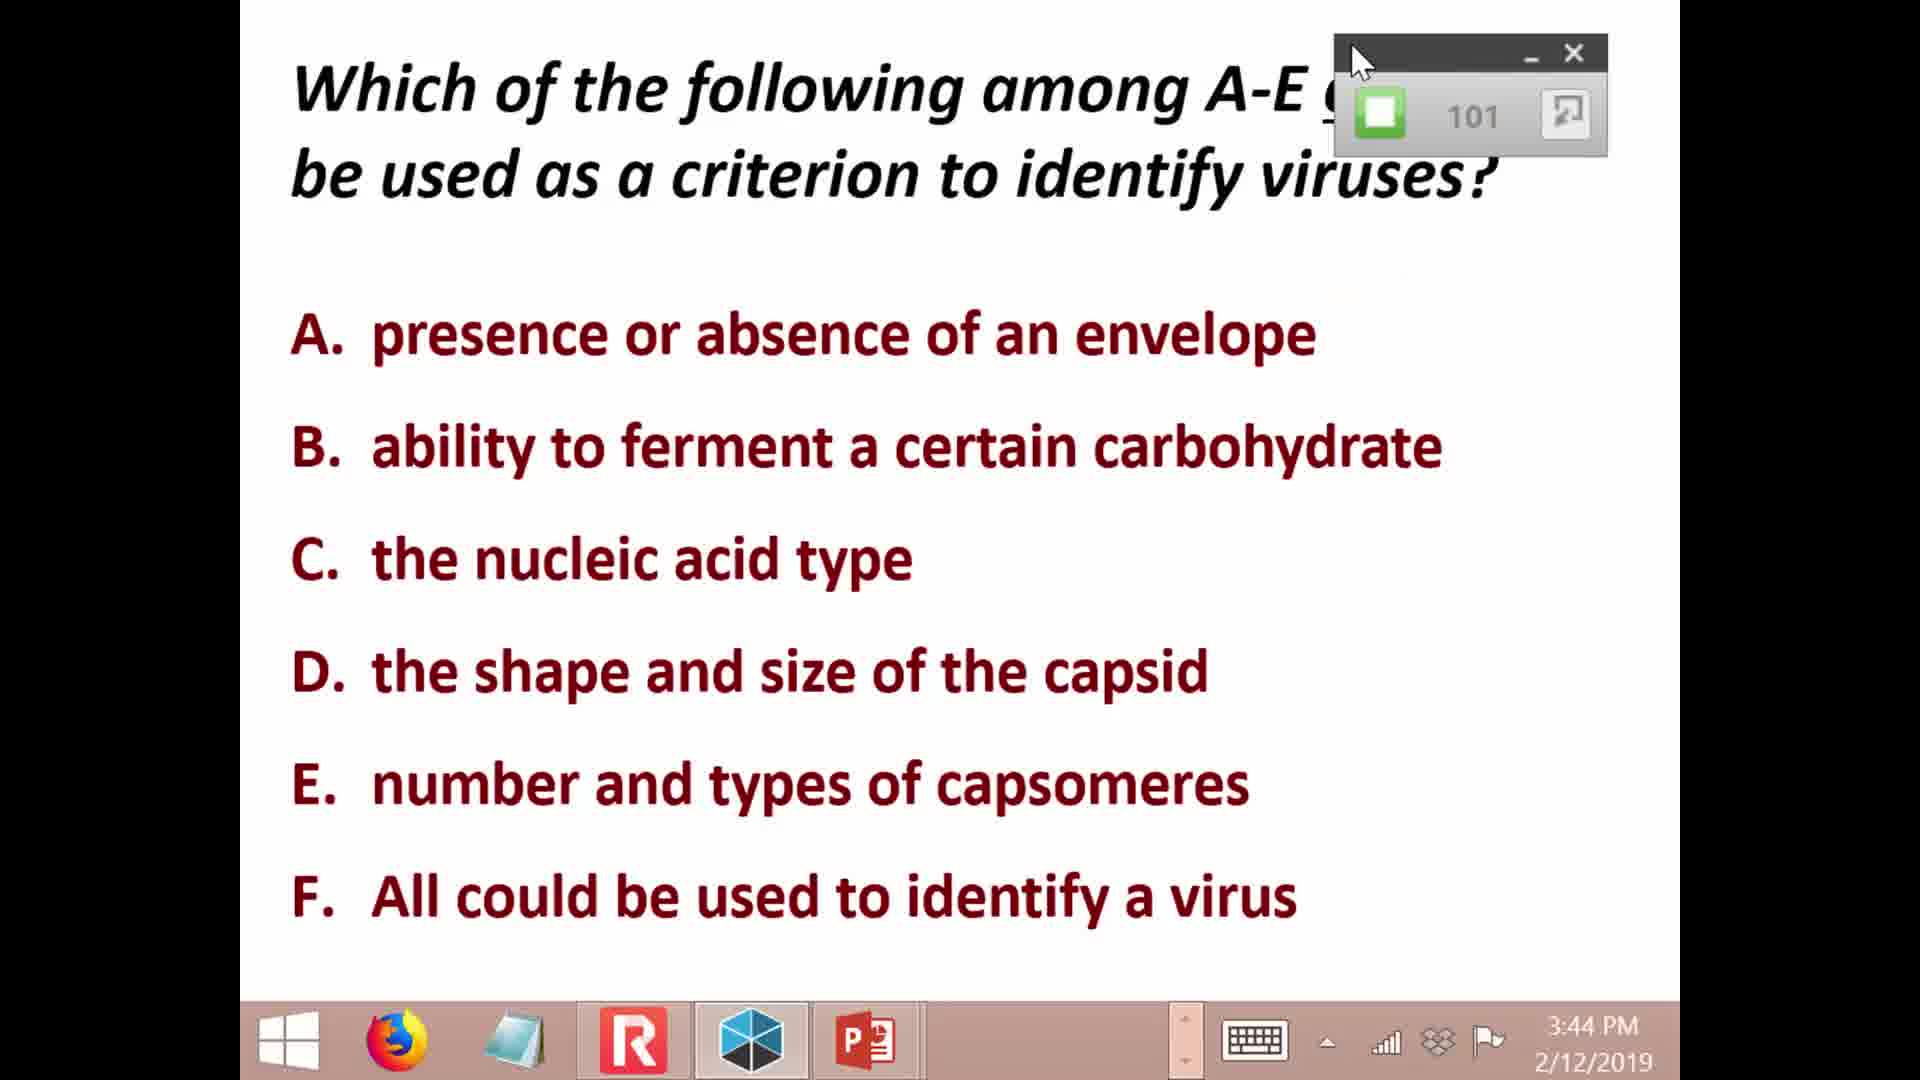 Which of the following among A-E
101
be used as a criterion to identify viruses?
A. presence or absence of an envelope
B. ability to ferment a certain carbohydrate
C. the nucleic acid type
D. the shape and size of the capsid
E. number and types of capsomeres
F. All could be used to identify a virus
3:44 PM
2/12/2019